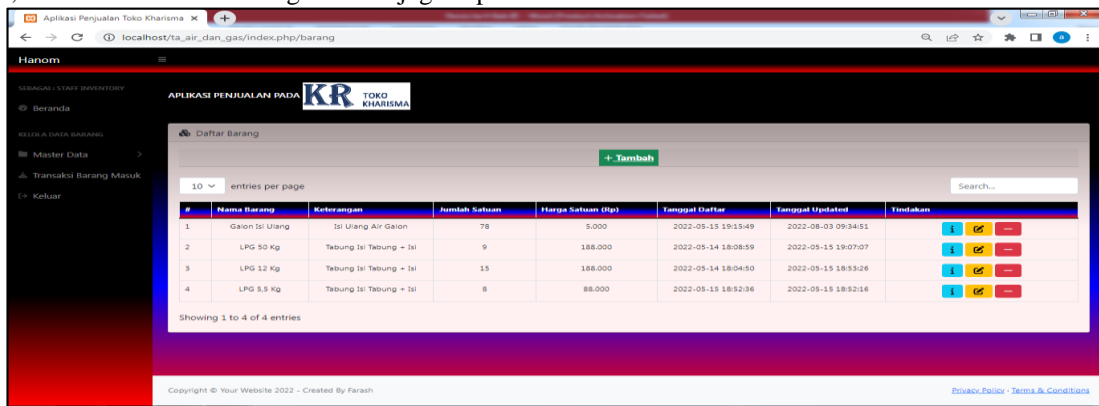 Aplikasi Penjualan Toko Kharisma
localhost/ta_air_dan_gas/index.php/barang
Hanom
SEBAGAI : STAFF INVENTORY
Beranda
KELOLA DATA BARANG
Master Data
Transaksi Barang Masuk
Keluar
APLIKASI PENJUALAN PADA KR TOKO KHARISMA
Daftar Barang
+ Tambah
10 entries per page Search...
# Nama Barang Keterangan Jumlah Satuan Harga Satuan (Rp) Tanggal Daftar Tanggal Updated Tindakan
1 Galon Isi Ulang Isi Ulang Air Galon 78 5.000 2022-05-15 19:15:49 2022-08-03 09:34:51
2 LPG 50 Kg Tabung Isi Tabung + Isi 9 188.000 2022-05-14 18:08:59 2022-05-15 19:07:07
3 LPG 12 Kg Tabung Isi Tabung + Isi 15 188.000 2022-05-14 18:04:50 2022-05-15 18:53:26
4 LPG 5,5 Kg Tabung Isi Tabung + Isi 8 88.000 2022-05-15 18:52:36 2022-05-15 18:52:16
Showing 1 to 4 of 4 entries
Copyright © Your Website 2022 - Created By Farash Privacy Policy · Terms & Conditions